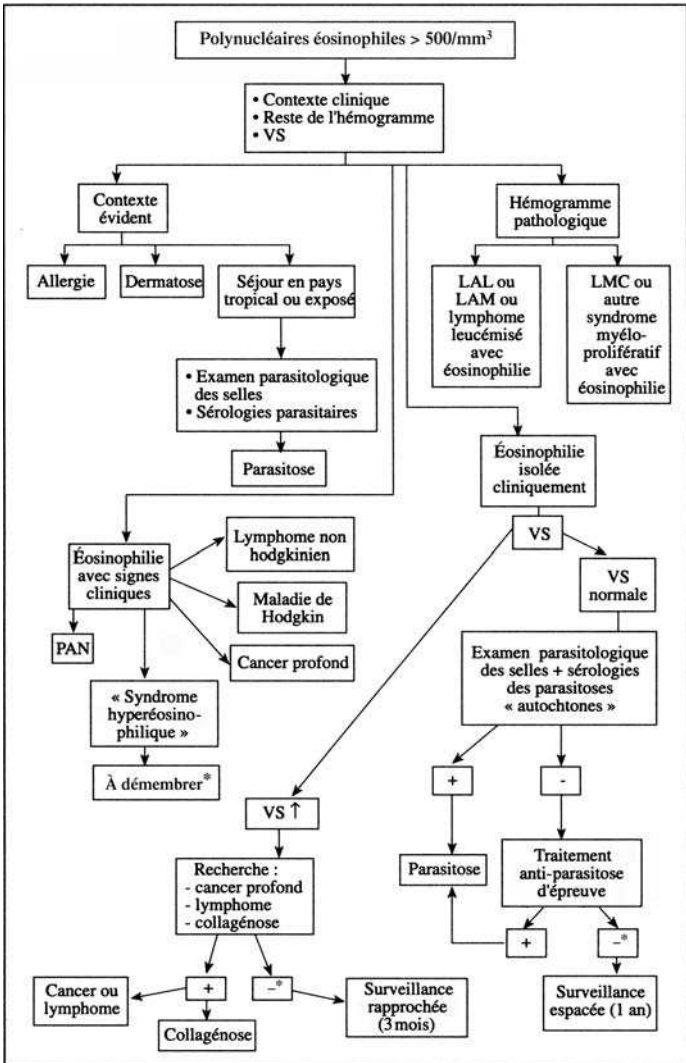 Polynucléaires éosinophiles > 500/mm³
• Contexte clinique
• Reste de l'hémogramme
• VS
Contexte
évident
Hémogramme
pathologique
Allergie
Dermatose
Séjour en pays
tropical ou exposé
LAL ou
LAM ou
lymphome
leucémisé
avec
éosinophilie
LMC ou
autre
syndrome
myélo-
prolifératif
avec
éosinophilie
• Examen parasitologique
des selles
• Sérologies parasitaires
Parasitose
Éosinophilie
isolée
cliniquement
VS
VS
normale
Éosinophilie
avec signes
cliniques
Lymphome non
hodgkinien
Maladie de
Hodgkin
Cancer profond
PAN
« Syndrome
hyperéosino-
philique »
À démembrer*
Examen parasitologique
des selles + sérologies
des parasitoses
« autochtones »
+
-
VS ↑
Parasitose
Traitement
anti-parasitose
d'épreuve
Recherche :
- cancer profond
- lymphome
- collagénose
+
–*
Cancer ou
lymphome
+
–*
Collagénose
Surveillance
rapprochée
(3 mois)
Surveillance
espacée (1 an)